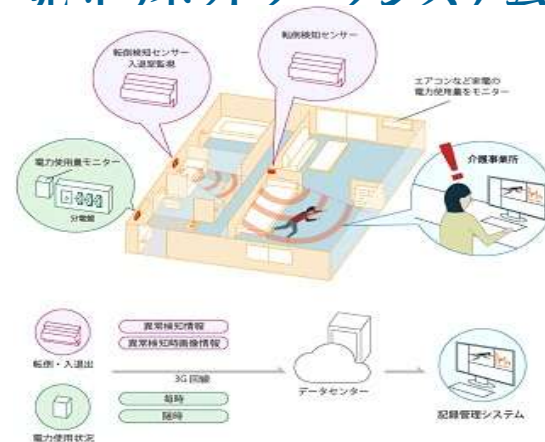 転倒検知センサー
転倒検知センサー
入退室監視
エアコンなど家電の
電力使用量をモニター
電力使用量モニター
分電盤
介護事業所
異常検知情報
異常検知時画像情報
転倒・入退出
3G 回線
データセンター
毎時
随時
記録管理システム
電力使用状況